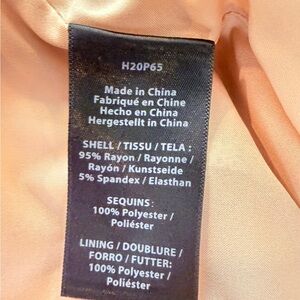 H20P65
Made in China
Fabriqué en Chine
Hecho en China
Hergestellt in China
SHELL / TISSU / TELA :
95% Rayon / Rayonne /
Rayón / Kunstseide
5% Spandex / Elasthan
SEQUINS:
100% Polyester /
Poliéster
LINING / DOUBLURE /
FORRO / FUTTER:
100% Polyester /
Poliéster